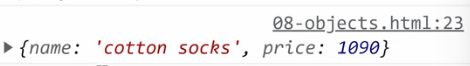 08-objects.html:23
▶ {name: 'cotton socks', price: 1090}